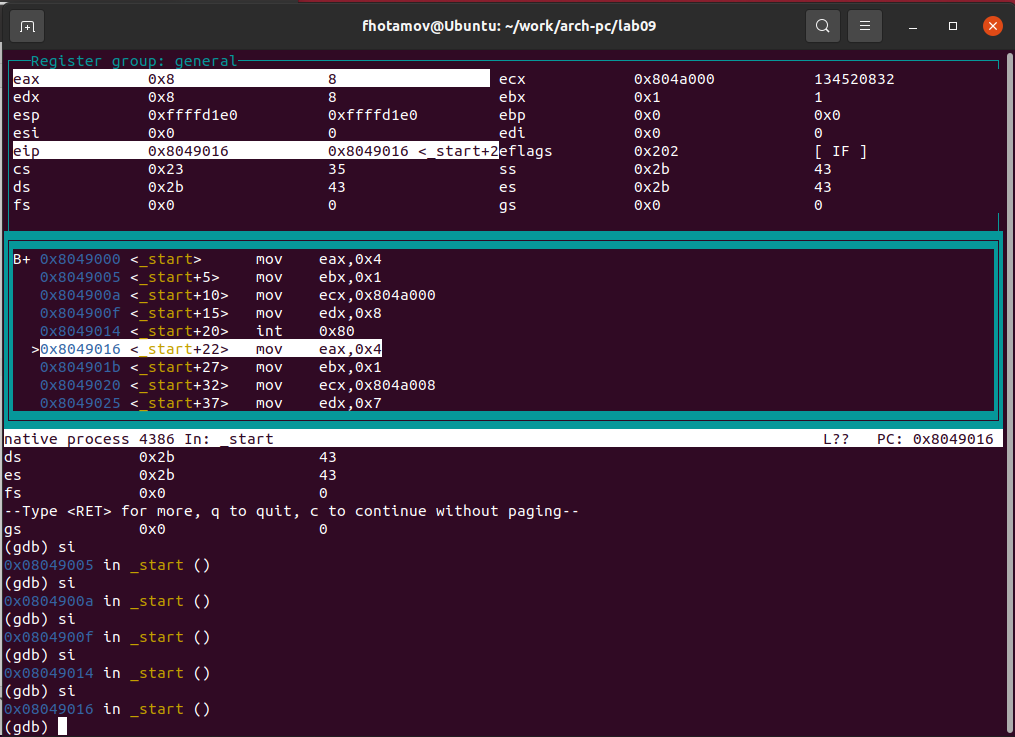 fhotamov@Ubuntu: ~/work/arch-pc/lab09
Register group: general
eax 0x8 8 ecx 0x804a000 134520832
edx 0x8 8 ebx 0x1 1
esp 0xffffd1e0 0xffffd1e0 ebp 0x0 0x0
esi 0x0 0 edi 0x0 0
eip 0x8049016 0x8049016 <_start+2 eflags 0x202 [ IF ]
cs 0x23 35 ss 0x2b 43
ds 0x2b 43 es 0x2b 43
fs 0x0 0 gs 0x0 0
B+ 0x8049000 <_start> mov eax,0x4
0x8049005 <_start+5> mov ebx,0x1
0x804900a <_start+10> mov ecx,0x804a000
0x804900f <_start+15> mov edx,0x8
0x8049014 <_start+20> int 0x80
>0x8049016 <_start+22> mov eax,0x4
0x804901b <_start+27> mov ebx,0x1
0x8049020 <_start+32> mov ecx,0x804a008
0x8049025 <_start+37> mov edx,0x7
native process 4386 In: _start L?? PC: 0x8049016
ds 0x2b 43
es 0x2b 43
fs 0x0 0
--Type <RET> for more, q to quit, c to continue without paging--
gs 0x0 0
(gdb) si
0x08049005 in _start ()
(gdb) si
0x0804900a in _start ()
(gdb) si
0x0804900f in _start ()
(gdb) si
0x08049014 in _start ()
(gdb) si
0x08049016 in _start ()
(gdb)